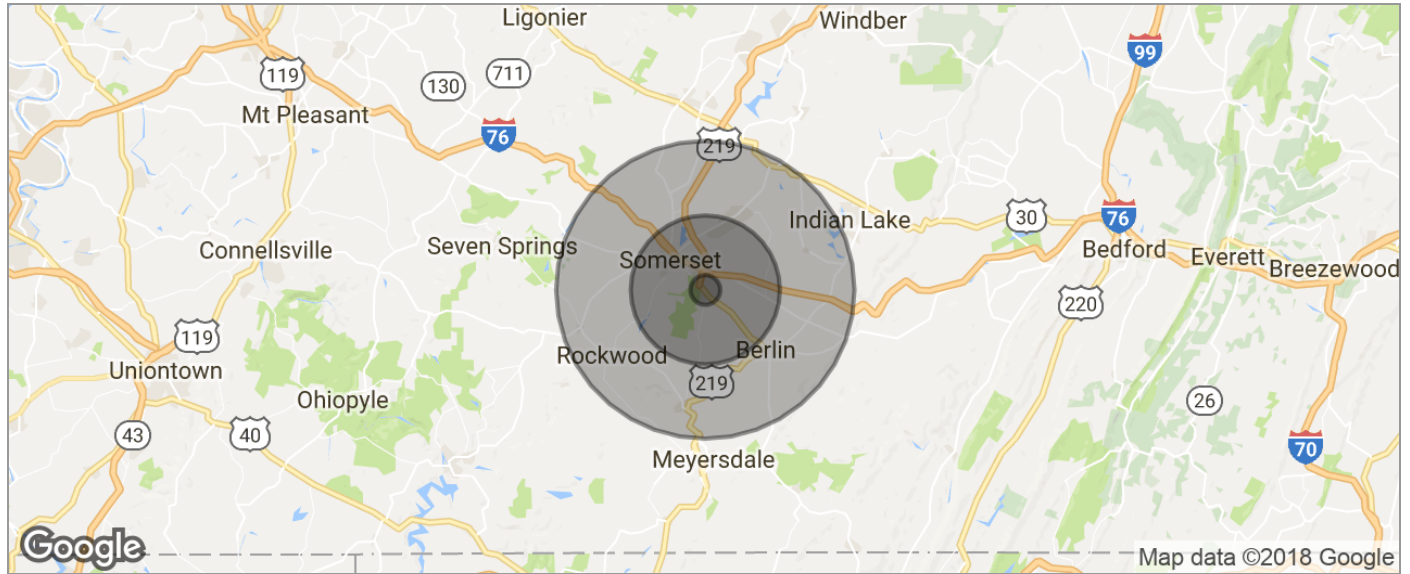 Ligonier
Windber
99
119
711
130
Mt Pleasant
76
219
Indian Lake
30
76
Connellsville
Seven Springs
Somerset
Bedford
Everett
Breezewood
220
119
Rockwood
Berlin
Uniontown
219
Ohiopyle
26
43
40
70
Meyersdale
Google
Map data ©2018 Google